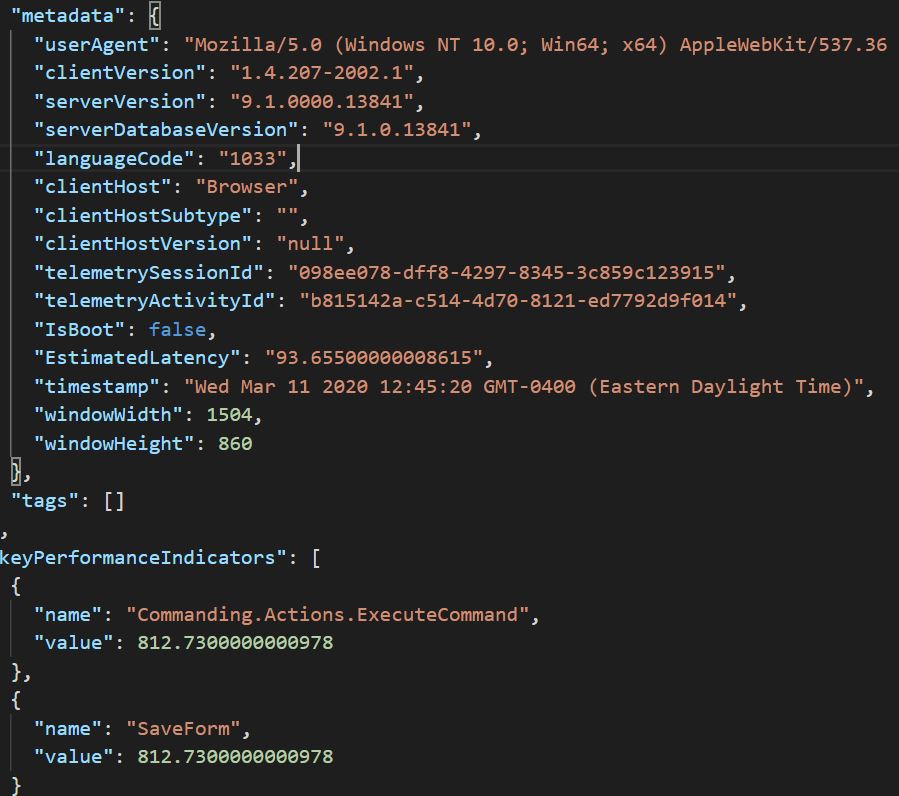 "metadata": {
"userAgent": "Mozilla/5.0 (Windows NT 10.0; Win64; x64) AppleWebKit/537.36
"clientVersion": "1.4.207-2002.1",
"serverVersion": "9.1.0000.13841",
"serverDatabaseVersion": "9.1.0.13841",
"languageCode": "1033",
"clientHost": "Browser",
"clientHostSubtype": "",
"clientHostVersion": "null",
"telemetrySessionId": "098ee078-dff8-4297-8345-3c859c123915",
"telemetryActivityId": "b815142a-c514-4d70-8121-ed7792d9f014",
"IsBoot": false,
"EstimatedLatency": "93.65500000008615",
"timestamp": "Wed Mar 11 2020 12:45:20 GMT-0400 (Eastern Daylight Time)",
"windowWidth": 1504,
"windowHeight": 860
},
"tags": []
,
keyPerformanceIndicators": [
{
"name": "Commanding.Actions.ExecuteCommand",
"value": 812.7300000000978
},
{
"name": "SaveForm",
"value": 812.7300000000978
}